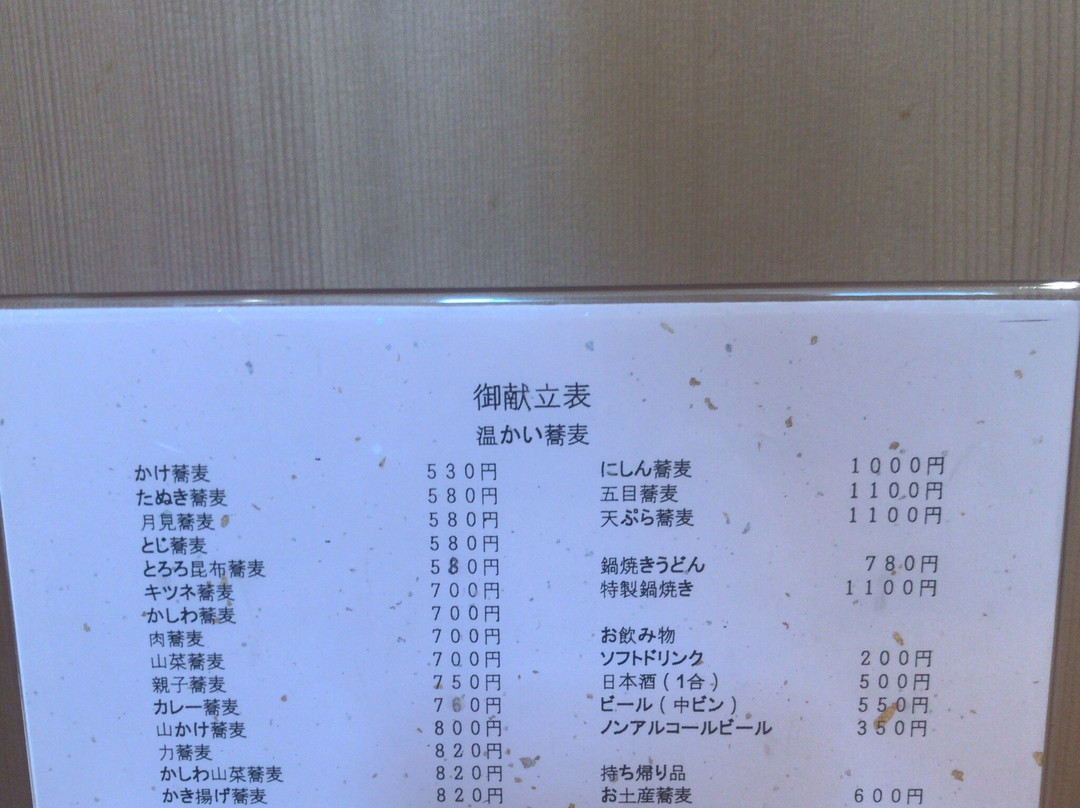 御献立表
温かい蕎麦
かけ蕎麦 530円
たぬき蕎麦 580円
月見蕎麦 580円
とじ蕎麦 580円
とろろ昆布蕎麦 580円
キツネ蕎麦 700円
かしわ蕎麦 700円
肉蕎麦 700円
山菜蕎麦 700円
親子蕎麦 750円
カレー蕎麦 760円
山かけ蕎麦 800円
力蕎麦 820円
かしわ山菜蕎麦 820円
かき揚げ蕎麦 820円
にしん蕎麦 1000円
五目蕎麦 1100円
天ぷら蕎麦 1100円
鍋焼きうどん 780円
特製鍋焼き 1100円
お飲み物
ソフトドリンク 200円
日本酒(1合) 500円
ビール(中ビン) 550円
ノンアルコールビール 350円
持ち帰り品
お土産蕎麦 600円